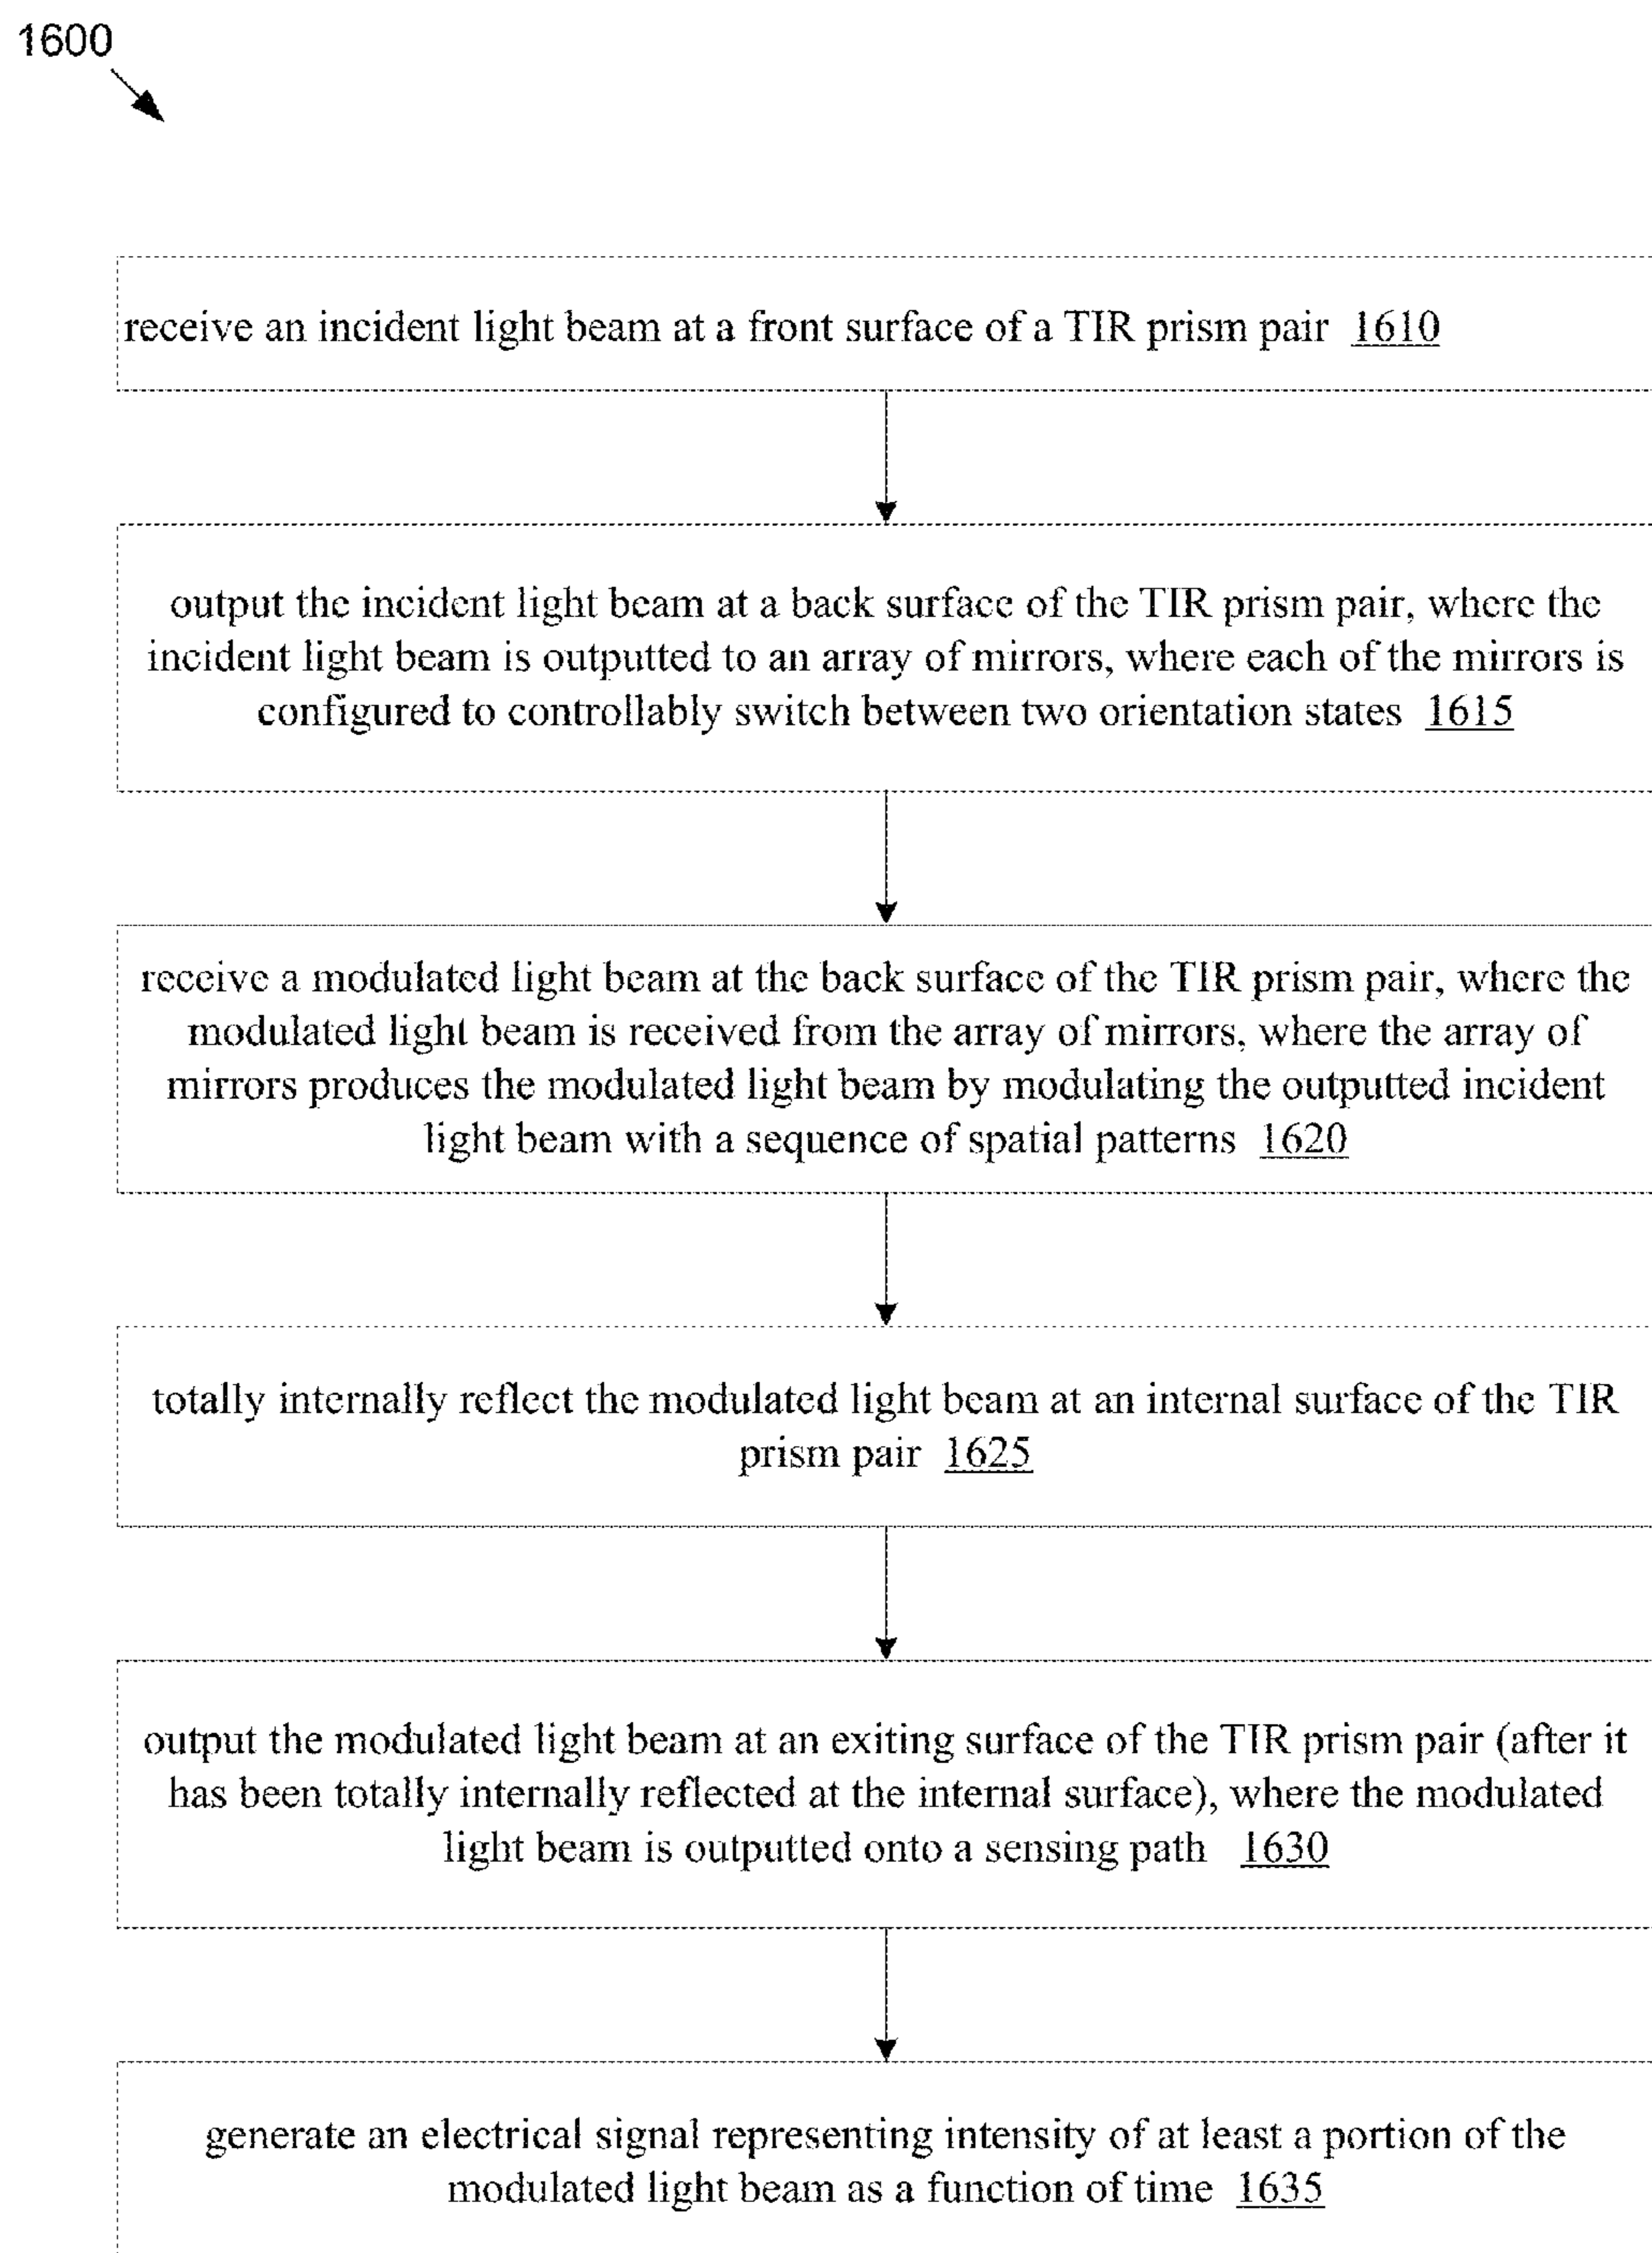 1600
receive an incident light beam at a front surface of a TIR prism pair 1610
output the incident light beam at a back surface of the TIR prism pair, where the
incident light beam is outputted to an array of mirrors, where each of the mirrors is
configured to controllably switch between two orientation states 1615
receive a modulated light beam at the back surface of the TIR prism pair, where the
modulated light beam is received from the array of mirrors, where the array of
mirrors produces the modulated light beam by modulating the outputted incident
light beam with a sequence of spatial patterns 1620
totally internally reflect the modulated light beam at an internal surface of the TIR
prism pair 1625
output the modulated light beam at an exiting surface of the TIR prism pair (after it
has been totally internally reflected at the internal surface), where the modulated
light beam is outputted onto a sensing path 1630
generate an electrical signal representing intensity of at least a portion of the
modulated light beam as a function of time 1635